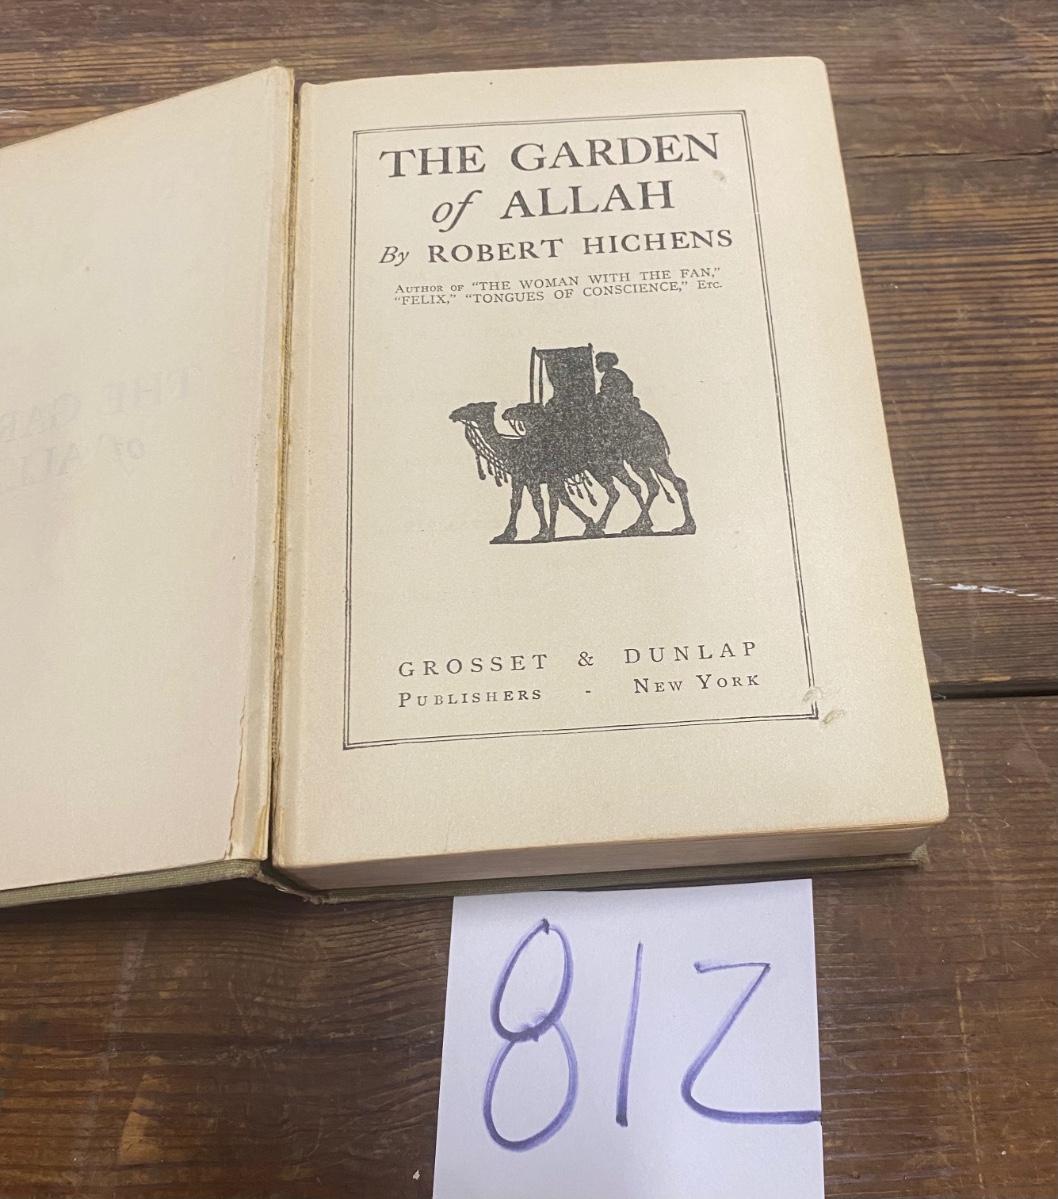 THE GARDEN
of ALLAH
By ROBERT HICHENS
AUTHOR OF "THE WOMAN WITH THE FAN,"
"FELIX," "TONGUES OF CONSCIENCE," ETC.
GROSSET & DUNLAP
PUBLISHERS - NEW YORK
812